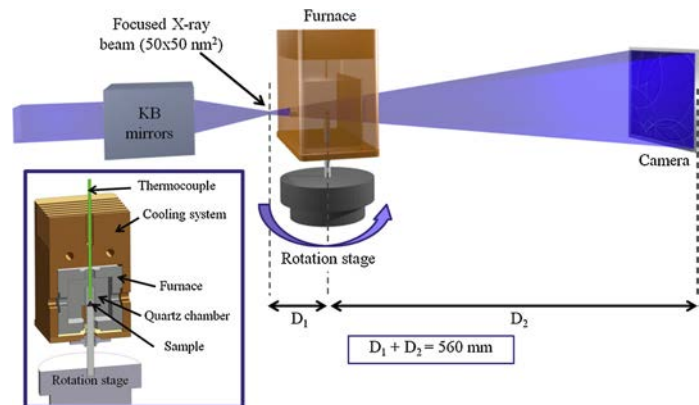 Focused X-ray
beam (50x50 nm²)
Furnace
KB
mirrors
Camera
Rotation stage
D₁
D₂
D₁ + D₂ = 560 mm
Thermocouple
Cooling system
Furnace
Quartz chamber
Sample
Rotation stage